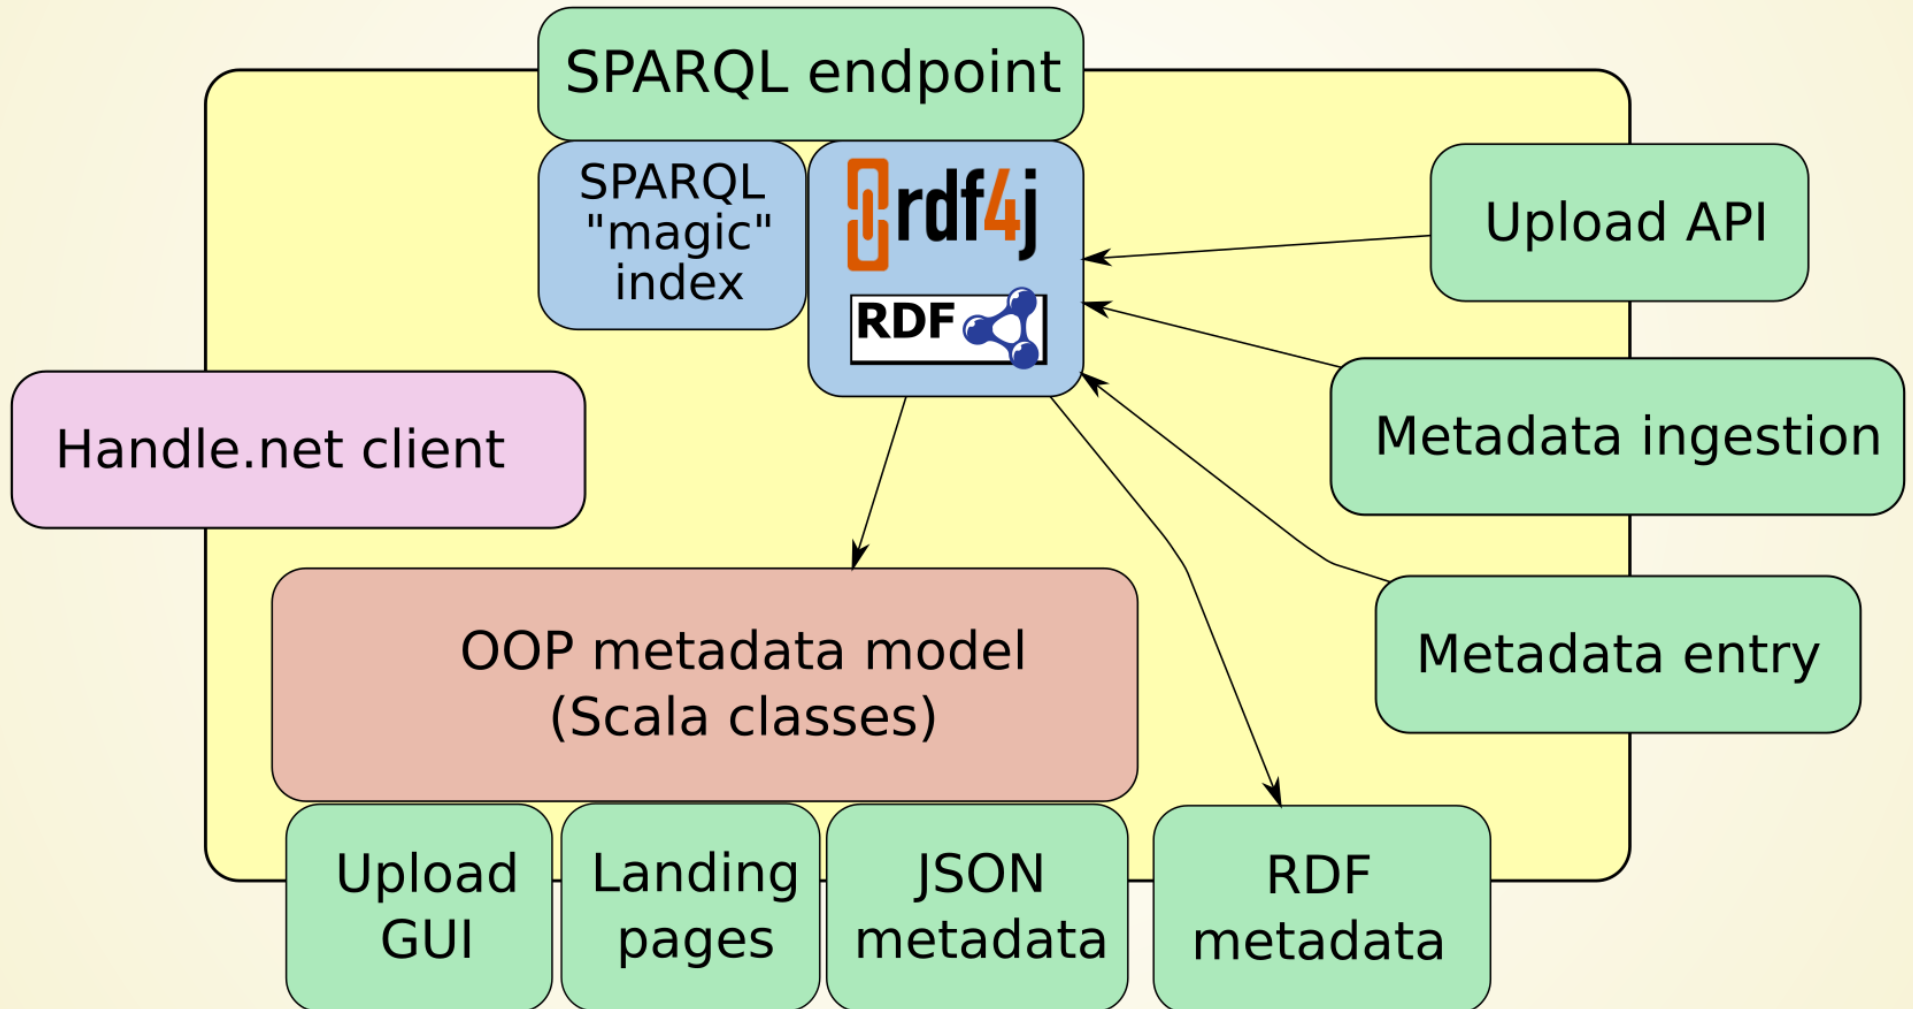 SPARQL endpoint
SPARQL
"magic"
index
rdf4j
RDF
Upload API
Metadata ingestion
Handle.net client
Metadata entry
OOP metadata model
(Scala classes)
Upload
GUI
Landing
pages
JSON
metadata
RDF
metadata